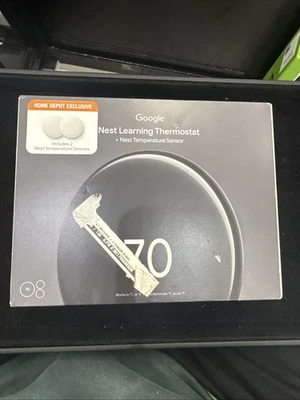 HOME DEPOT EXCLUSIVE
Includes 2
Nest Temperature Sensors
Google
Nest Learning Thermostat
+ Nest Temperature Sensor
70